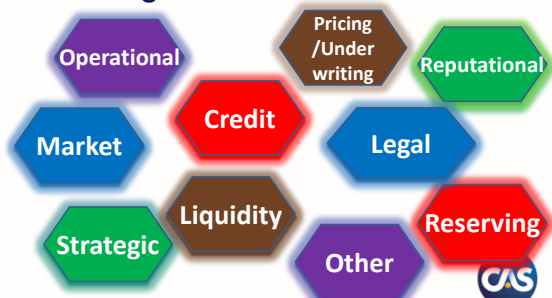 Operational
Pricing
/Under
writing
Reputational
Credit
Market
Legal
Liquidity
Reserving
Strategic
Other
CAS